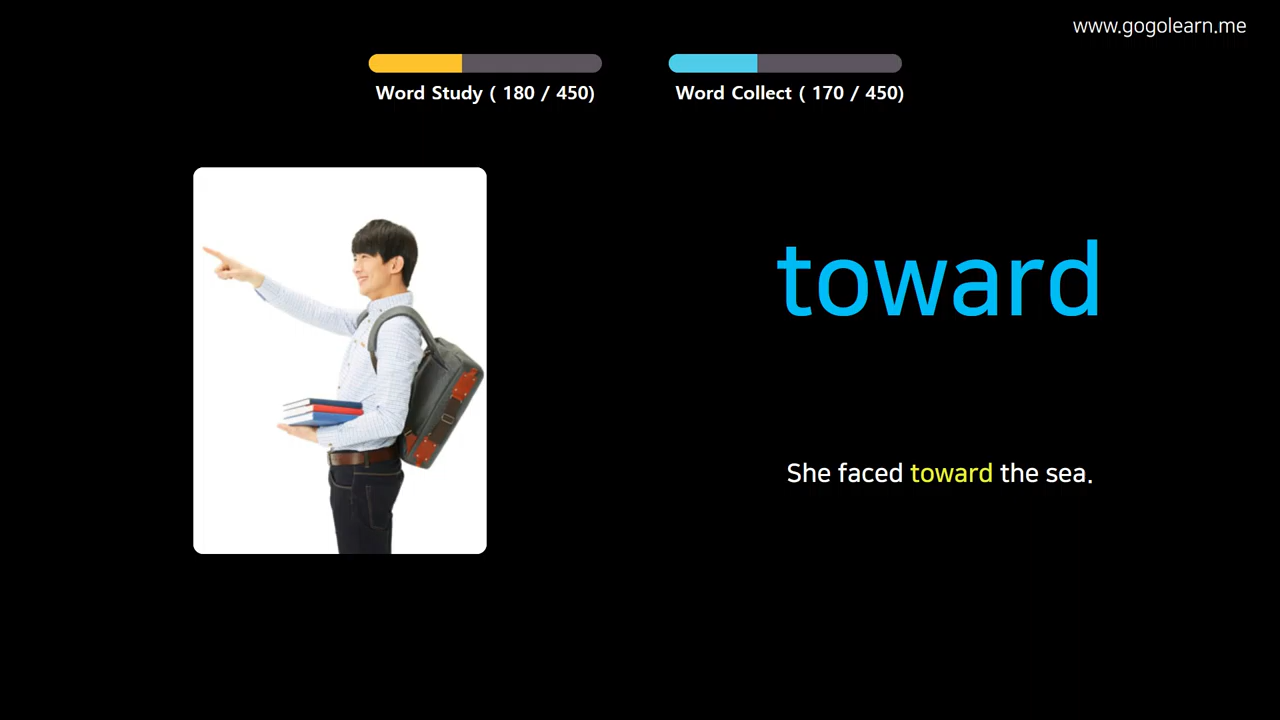 www.gogolearn.me
Word Study ( 180 / 450)
Word Collect ( 170 / 450)
toward
She faced toward the sea.